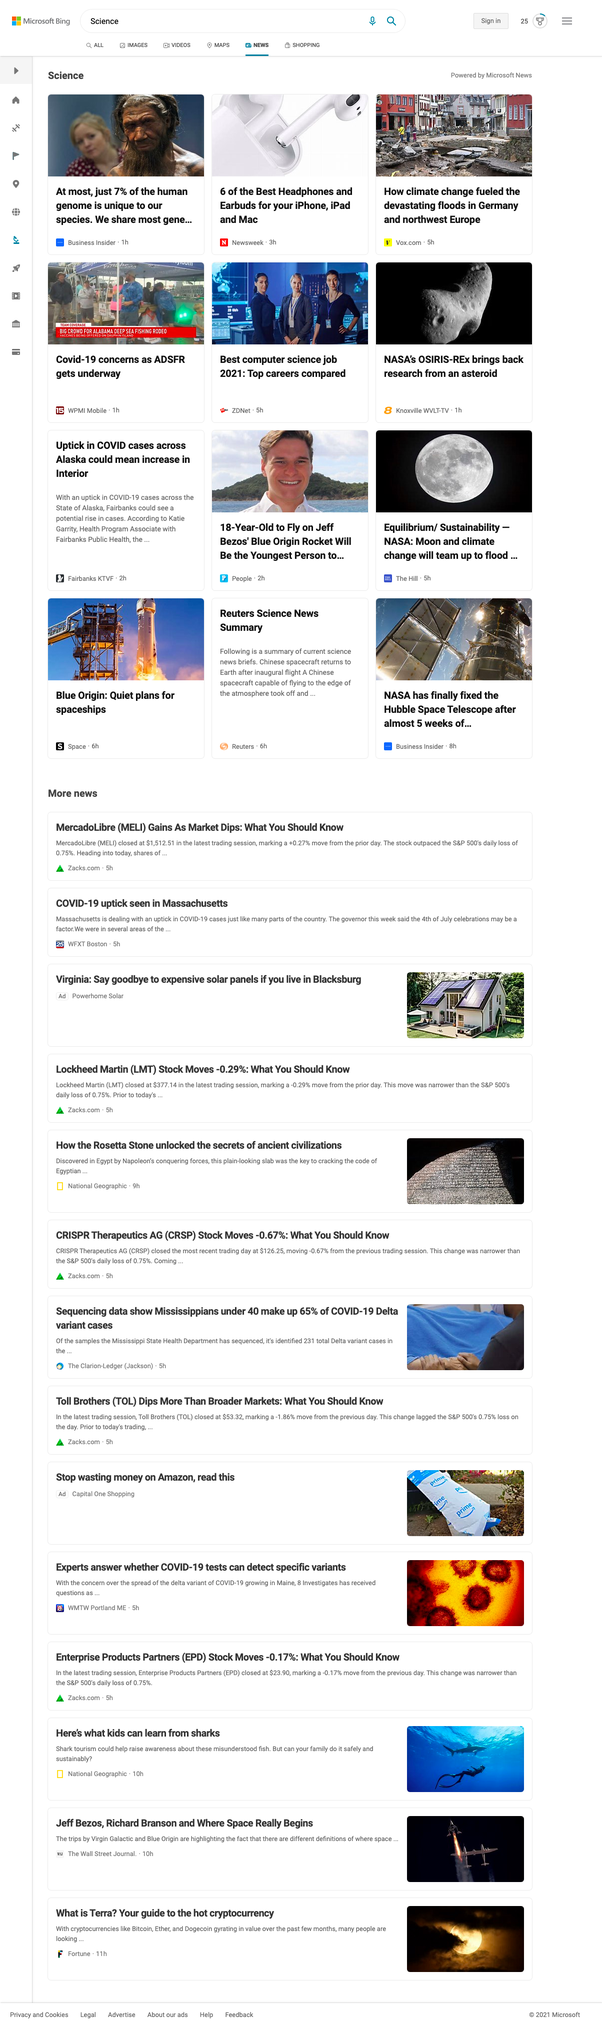 Microsoft Bing
Science
Sign in
25
ALL
IMAGES
VIDEOS
MAPS
NEWS
SHOPPING
Science
Powered by Microsoft News
At most, just 7% of the human
genome is unique to our
species. We share most gene...
Business Insider · 1h
6 of the Best Headphones and
Earbuds for your iPhone, iPad
and Mac
Newsweek · 3h
How climate change fueled the
devastating floods in Germany
and northwest Europe
Vox.com · 5h
TEAM COVERAGE
BIG CROWD FOR ALABAMA DEEP SEA FISHING RODEO
Covid-19 concerns as ADSFR
gets underway
WPMI Mobile · 1h
Best computer science job
2021: Top careers compared
ZDNet · 5h
NASA's OSIRIS-REx brings back
research from an asteroid
Knoxville WVLT-TV · 1h
Uptick in COVID cases across
Alaska could mean increase in
Interior
With an uptick in COVID-19 cases across the
State of Alaska, Fairbanks could see a
potential rise in cases. According to Katie
Garrity, Health Program Associate with
Fairbanks Public Health, the ...
Fairbanks KTVF · 2h
18-Year-Old to Fly on Jeff
Bezos' Blue Origin Rocket Will
Be the Youngest Person to...
People · 2h
Equilibrium/ Sustainability —
NASA: Moon and climate
change will team up to flood ...
The Hill · 5h
Blue Origin: Quiet plans for
spaceships
Space · 6h
Reuters Science News
Summary
Following is a summary of current science
news briefs. Chinese spacecraft returns to
Earth after inaugural flight A Chinese
spacecraft capable of flying to the edge of
the atmosphere took off and ...
Reuters · 6h
NASA has finally fixed the
Hubble Space Telescope after
almost 5 weeks of...
Business Insider · 8h
More news
MercadoLibre (MELI) Gains As Market Dips: What You Should Know
MercadoLibre (MELI) closed at $1,512.51 in the latest trading session, marking a +0.27% move from the prior day. The stock outpaced the S&P 500's daily loss of
0.75%. Heading into today, shares of ...
Zacks.com · 5h
COVID-19 uptick seen in Massachusetts
Massachusetts is dealing with an uptick in COVID-19 cases just like many parts of the country. The governor this week said the 4th of July celebrations may be a
factor.We were in several areas of the ...
WFXT Boston · 5h
Virginia: Say goodbye to expensive solar panels if you live in Blacksburg
Ad Powerhome Solar
Lockheed Martin (LMT) Stock Moves -0.29%: What You Should Know
Lockheed Martin (LMT) closed at $377.14 in the latest trading session, marking a -0.29% move from the prior day. This move was narrower than the S&P 500's
daily loss of 0.75%. Prior to today's ...
Zacks.com · 5h
How the Rosetta Stone unlocked the secrets of ancient civilizations
Discovered in Egypt by Napoleon's conquering forces, this plain-looking slab was the key to cracking the code of
Egyptian ...
National Geographic · 9h
CRISPR Therapeutics AG (CRSP) Stock Moves -0.67%: What You Should Know
CRISPR Therapeutics AG (CRSP) closed the most recent trading day at $126.25, moving -0.67% from the previous trading session. This change was narrower than
the S&P 500's daily loss of 0.75%. Coming ...
Zacks.com · 5h
Sequencing data show Mississippians under 40 make up 65% of COVID-19 Delta
variant cases
Of the samples the Mississippi State Health Department has sequenced, it's identified 231 total Delta variant cases in
the ...
The Clarion-Ledger (Jackson) · 5h
Toll Brothers (TOL) Dips More Than Broader Markets: What You Should Know
In the latest trading session, Toll Brothers (TOL) closed at $53.32, marking a -1.86% move from the previous day. This change lagged the S&P 500's 0.75% loss on
the day. Prior to today's trading, ...
Zacks.com · 5h
Stop wasting money on Amazon, read this
Ad Capital One Shopping
prime
prime
Experts answer whether COVID-19 tests can detect specific variants
With the concern over the spread of the delta variant of COVID-19 growing in Maine, 8 Investigates has received
questions as ...
WMTW Portland ME · 5h
Enterprise Products Partners (EPD) Stock Moves -0.17%: What You Should Know
In the latest trading session, Enterprise Products Partners (EPD) closed at $23.90, marking a -0.17% move from the previous day. This change was narrower than
the S&P 500's daily loss of 0.75%.
Zacks.com · 5h
Here's what kids can learn from sharks
Shark tourism could help raise awareness about these misunderstood fish. But can your family do it safely and
sustainably?
National Geographic · 10h
Jeff Bezos, Richard Branson and Where Space Really Begins
The trips by Virgin Galactic and Blue Origin are highlighting the fact that there are different definitions of where space ...
The Wall Street Journal. · 10h
What is Terra? Your guide to the hot cryptocurrency
With cryptocurrencies like Bitcoin, Ether, and Dogecoin gyrating in value over the past few months, many people are
looking ...
Fortune · 11h
Privacy and Cookies
Legal
Advertise
About our ads
Help
Feedback
© 2021 Microsoft